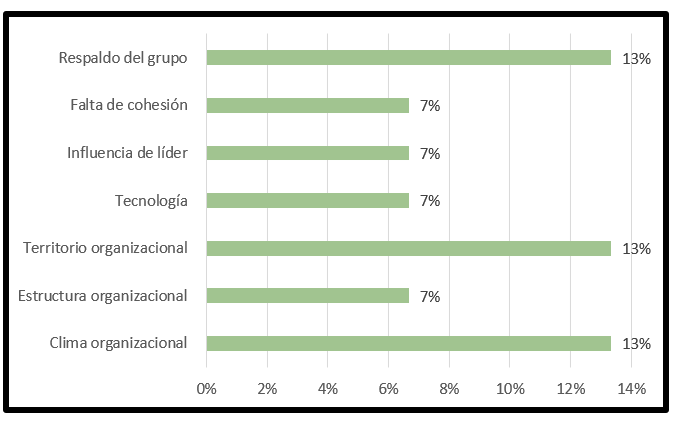 Respaldo del grupo 13%
Falta de cohesión 7%
Influencia de líder 7%
Tecnología 7%
Territorio organizacional 13%
Estructura organizacional 7%
Clima organizacional 13%
0% 2% 4% 6% 8% 10% 12% 14%